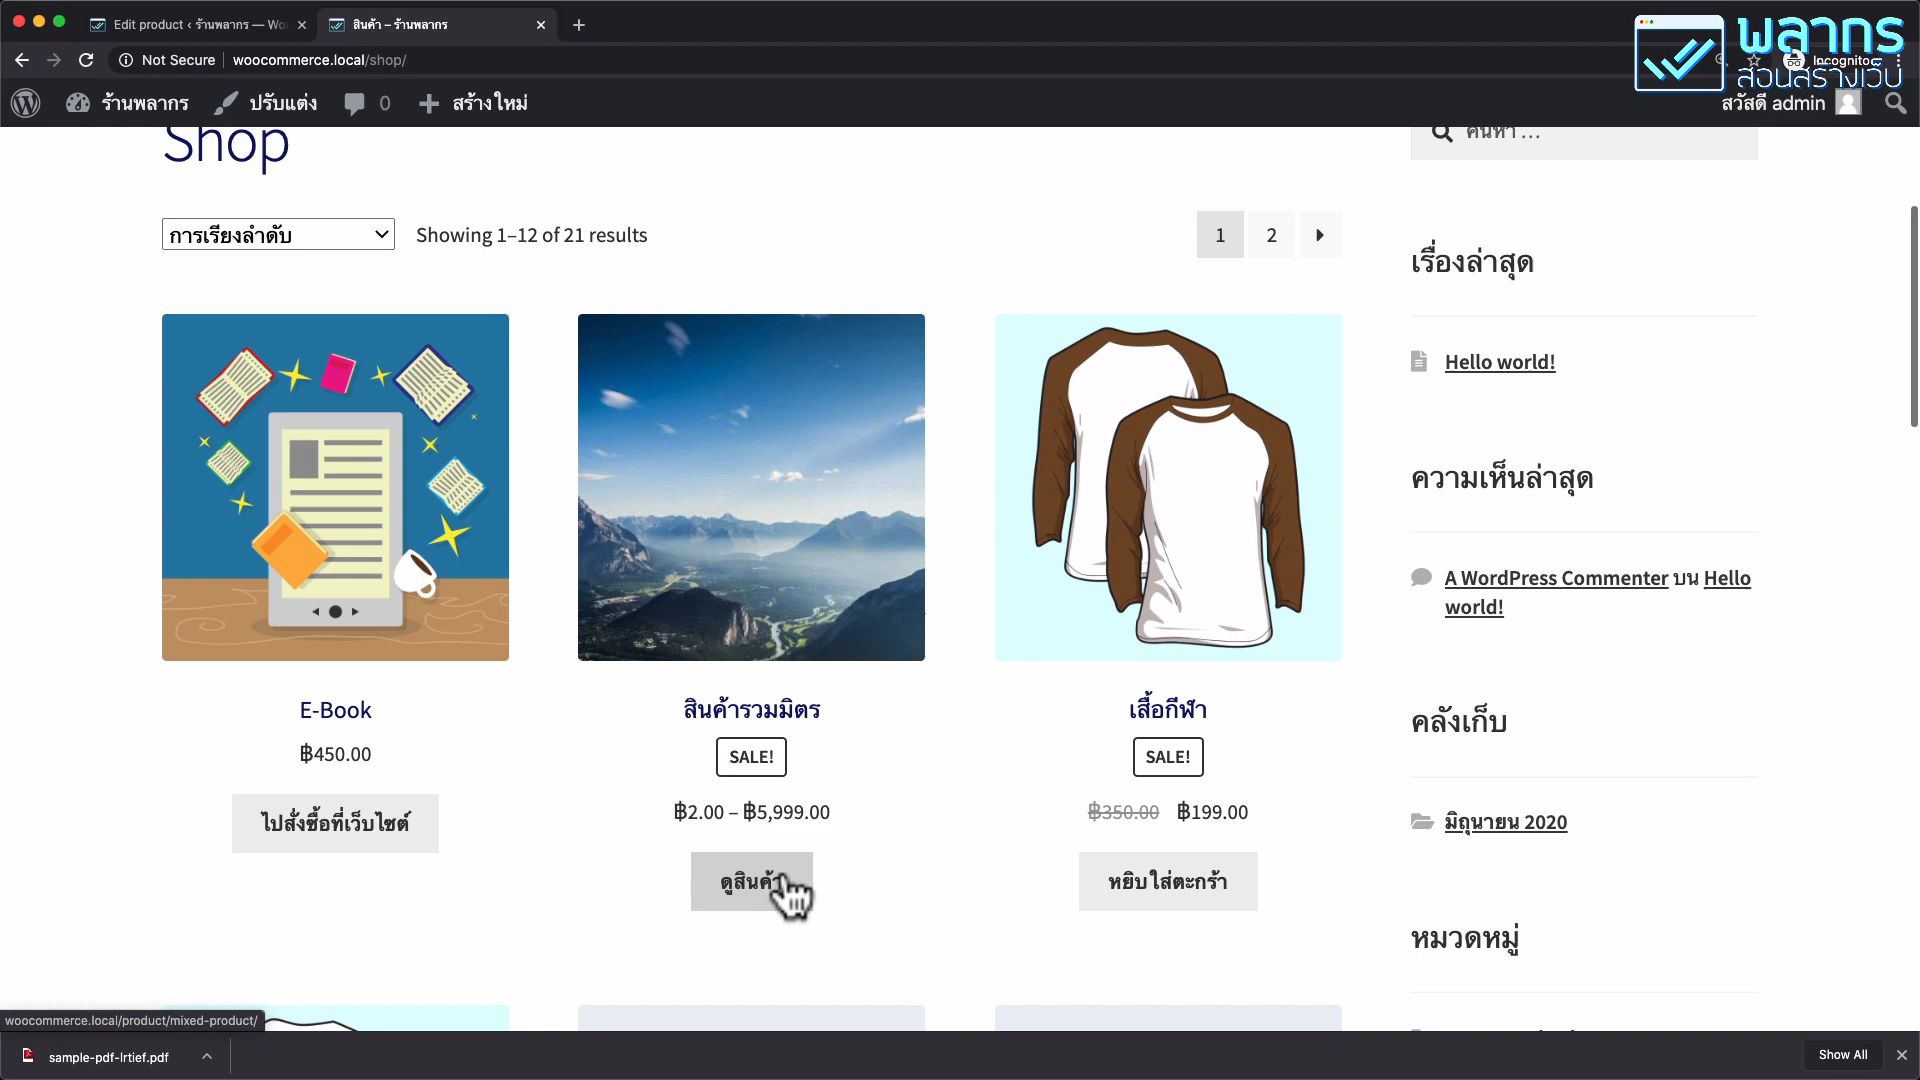 Edit product ‹ ร้านพลากร — Wo
สินค้า – ร้านพลากร
พลากร
สอนสร้างเว็บ
Not Secure
woocommerce.local/shop/
Incognito
ร้านพลากร
ปรับแต่ง
0
สร้างใหม่
สวัสดี admin
Shop
ค้นหา …
การเรียงลำดับ
Showing 1–12 of 21 results
1
2
เรื่องล่าสุด
Hello world!
ความเห็นล่าสุด
A WordPress Commenter บน Hello
world!
E-Book
฿450.00
ไปสั่งซื้อที่เว็บไซต์
สินค้ารวมมิตร
SALE!
฿2.00 – ฿5,999.00
ดูสินค้า
เสื้อกีฬา
SALE!
฿350.00 ฿199.00
หยิบใส่ตะกร้า
คลังเก็บ
มิถุนายน 2020
หมวดหมู่
woocommerce.local/product/mixed-product/
sample-pdf-lrtief.pdf
Show All